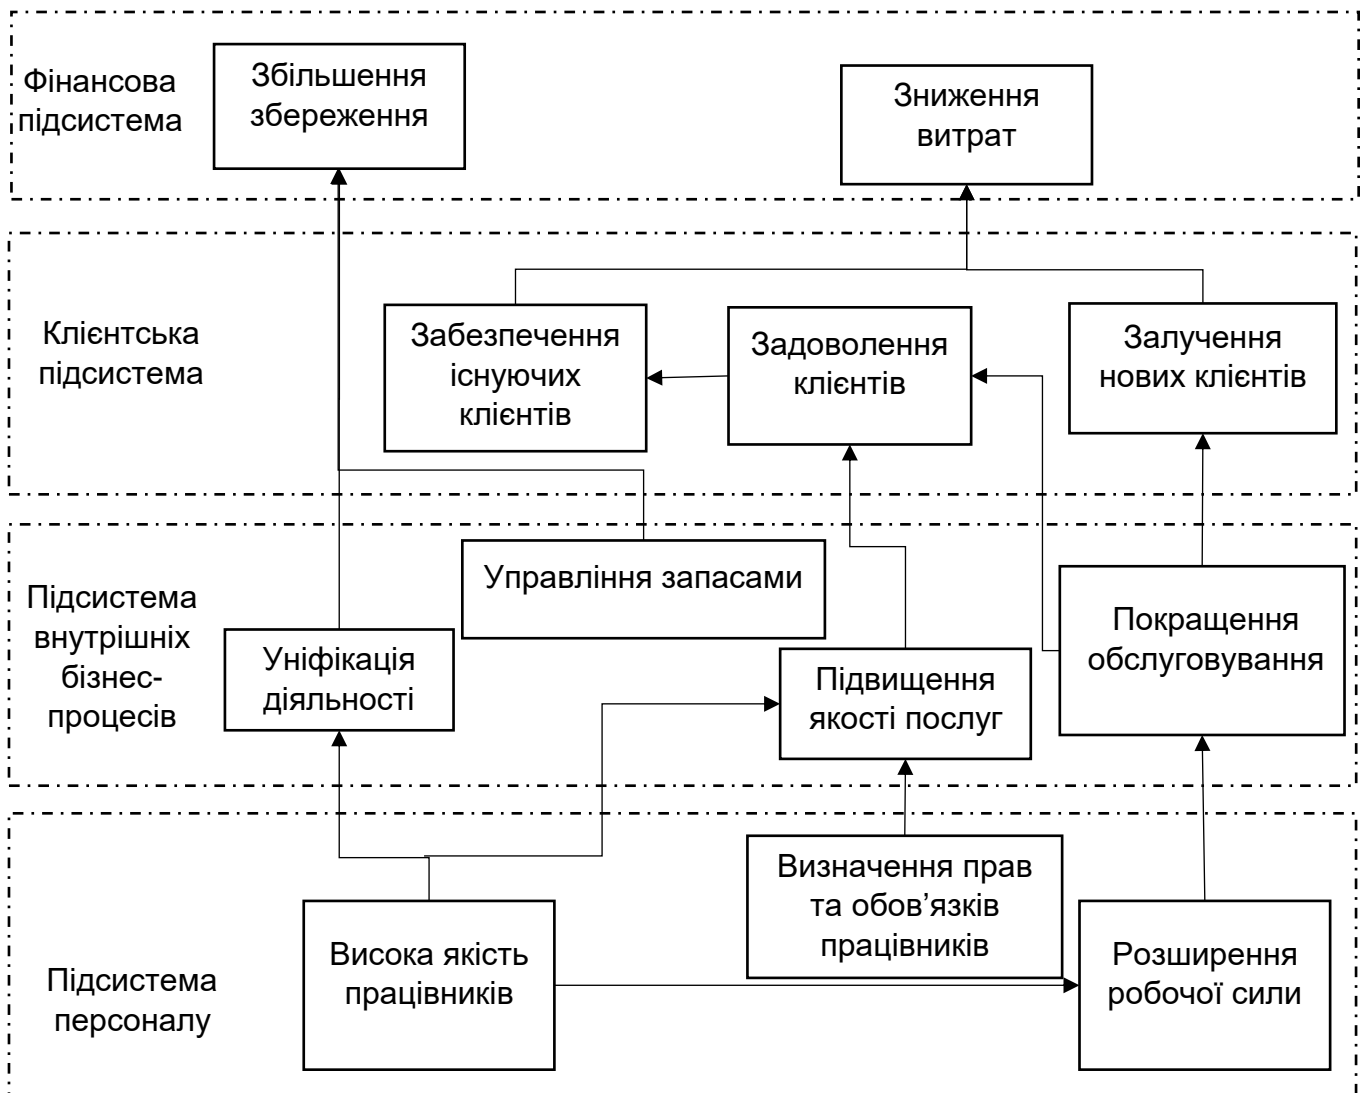 Фінансова
підсистема
Збільшення
збереження
Зниження
витрат
Клієнтська
підсистема
Забезпечення
існуючих
клієнтів
Задоволення
клієнтів
Залучення
нових клієнтів
Підсистема
внутрішніх
бізнес-
процесів
Управління запасами
Уніфікація
діяльності
Підвищення
якості послуг
Покращення
обслуговування
Підсистема
персоналу
Висока якість
працівників
Визначення прав
та обов’язків
працівників
Розширення
робочої сили